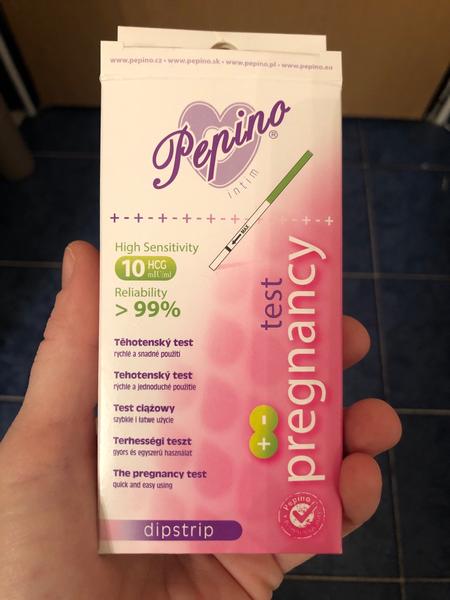 www.pepino.cz • www.pepino.sk • www.pepino.pl • www.pepino.eu
Pepino®
intim
MAX
High Sensitivity
10 HCG
mIU/ml
Reliability
> 99%
Těhotenský test
rychlé a snadné použití
Tehotenský test
rýchle a jednoduché použitie
Test ciążowy
szybkie i łatwe użycie
Terhességi teszt
gyors és egyszerű használat
The pregnancy test
quick and easy using
pregnancy
test
+ -
Pepino
dipstrip